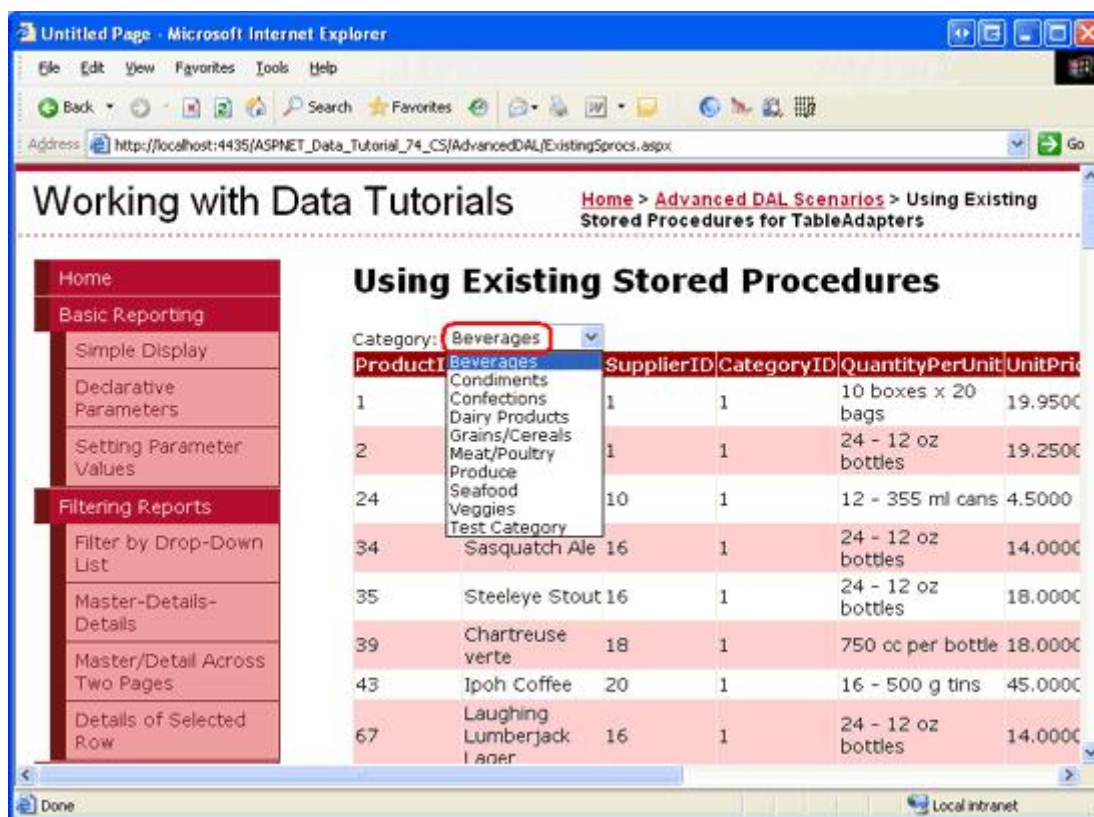 Untitled Page - Microsoft Internet Explorer
File Edit View Favorites Tools Help
Back Search Favorites
Address http://localhost:4435/ASPNET_Data_Tutorial_74_CS/AdvancedDAL/ExistingSprocs.aspx Go
Working with Data Tutorials
Home > Advanced DAL Scenarios > Using Existing
Stored Procedures for TableAdapters
Home
Basic Reporting
Simple Display
Declarative
Parameters
Setting Parameter
Values
Filtering Reports
Filter by Drop-Down
List
Master-Details-
Details
Master/Detail Across
Two Pages
Details of Selected
Row
Using Existing Stored Procedures
Category: Beverages
Beverages
Condiments
Confections
Dairy Products
Grains/Cereals
Meat/Poultry
Produce
Seafood
Veggies
Test Category
ProductI SupplierID CategoryID QuantityPerUnit UnitPric
1 1 1 10 boxes x 20
bags 19.9500
2 1 1 24 - 12 oz
bottles 19.2500
24 10 1 12 - 355 ml cans 4.5000
34 Sasquatch Ale 16 1 24 - 12 oz
bottles 14.0000
35 Steeleye Stout 16 1 24 - 12 oz
bottles 18.0000
39 Chartreuse
verte 18 1 750 cc per bottle 18.0000
43 Ipoh Coffee 20 1 16 - 500 g tins 45.0000
67 Laughing
Lumberjack
Lager 16 1 24 - 12 oz
bottles 14.0000
Done Local intranet